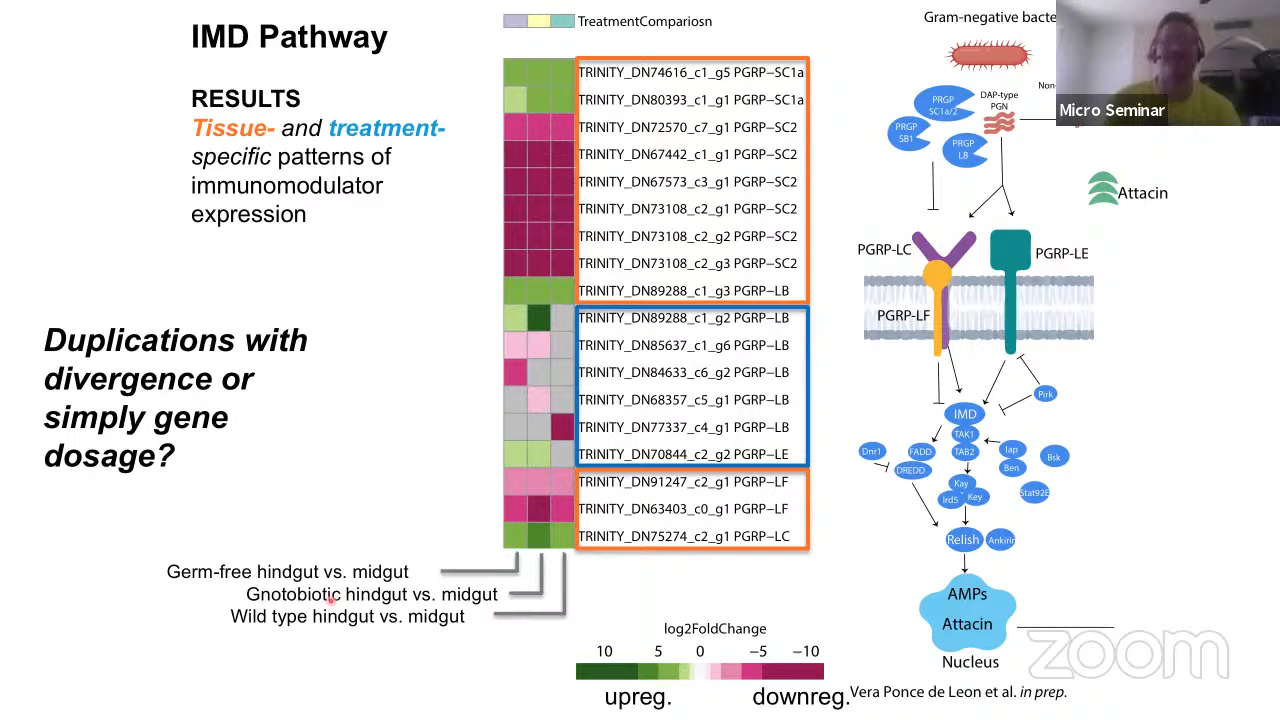 IMD Pathway
RESULTS
Tissue- and treatment-
specific patterns of
immunomodulator
expression
Duplications with
divergence or
simply gene
dosage?
TreatmentCompariosn
TRINITY_DN74616_c1_g5 PGRP−SC1a
TRINITY_DN80393_c1_g1 PGRP−SC1a
TRINITY_DN72570_c7_g1 PGRP−SC2
TRINITY_DN67442_c1_g1 PGRP−SC2
TRINITY_DN67573_c3_g1 PGRP−SC2
TRINITY_DN73108_c2_g1 PGRP−SC2
TRINITY_DN73108_c2_g2 PGRP−SC2
TRINITY_DN73108_c2_g3 PGRP−SC2
TRINITY_DN89288_c1_g3 PGRP−LB
TRINITY_DN89288_c1_g2 PGRP−LB
TRINITY_DN85637_c1_g6 PGRP−LB
TRINITY_DN84633_c6_g2 PGRP−LB
TRINITY_DN68357_c5_g1 PGRP−LB
TRINITY_DN77337_c4_g1 PGRP−LB
TRINITY_DN70844_c2_g2 PGRP−LE
TRINITY_DN91247_c2_g1 PGRP−LF
TRINITY_DN63403_c0_g1 PGRP−LF
TRINITY_DN75274_c2_g1 PGRP−LC
Germ-free hindgut vs. midgut
Gnotobiotic hindgut vs. midgut
Wild type hindgut vs. midgut
log2FoldChange
10 5 0 −5 −10
upreg. downreg.
Gram-negative bacte
Micro Seminar
Non-
DAP-type
PGN
PRGP
SC1a/2
PRGP
SB1
PRGP
LB
Attacin
PGRP-LC
PGRP-LE
PGRP-LF
Pirk
IMD
TAK1
TAB2
Dnr1
FADD
DREDD
Iap
Ben
Bsk
Kay
Ird5
Key
Stat92E
Relish
Ankirin
AMPs
Attacin
Nucleus
zoom
Vera Ponce de Leon et al. in prep.